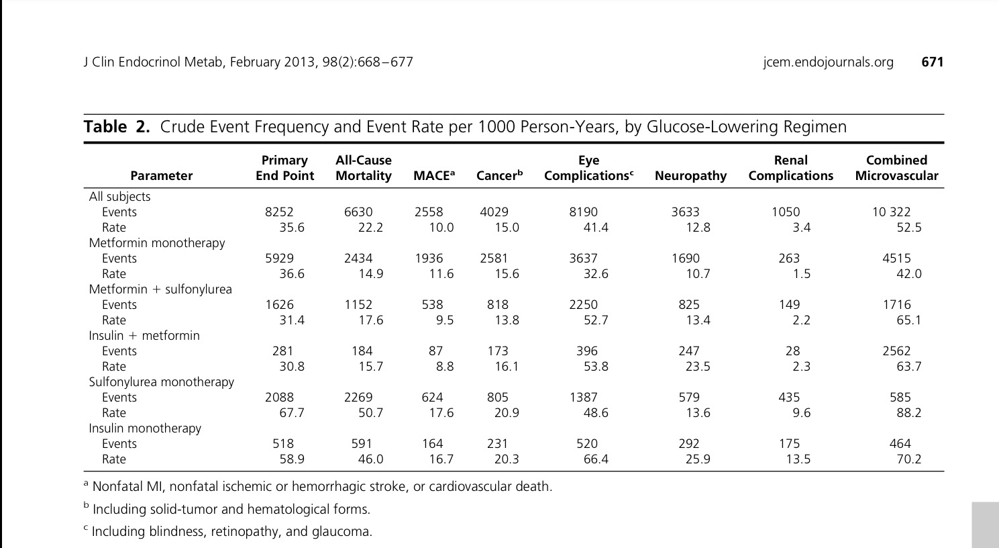 J Clin Endocrinol Metab, February 2013, 98(2):668–677 jcem.endojournals.org 671
Table 2. Crude Event Frequency and Event Rate per 1000 Person-Years, by Glucose-Lowering Regimen
Primary All-Cause Eye Renal Combined
Parameter End Point Mortality MACEa Cancerb Complicationsc Neuropathy Complications Microvascular
All subjects
Events 8252 6630 2558 4029 8190 3633 1050 10 322
Rate 35.6 22.2 10.0 15.0 41.4 12.8 3.4 52.5
Metformin monotherapy
Events 5929 2434 1936 2581 3637 1690 263 4515
Rate 36.6 14.9 11.6 15.6 32.6 10.7 1.5 42.0
Metformin + sulfonylurea
Events 1626 1152 538 818 2250 825 149 1716
Rate 31.4 17.6 9.5 13.8 52.7 13.4 2.2 65.1
Insulin + metformin
Events 281 184 87 173 396 247 28 2562
Rate 30.8 15.7 8.8 16.1 53.8 23.5 2.3 63.7
Sulfonylurea monotherapy
Events 2088 2269 624 805 1387 579 435 585
Rate 67.7 50.7 17.6 20.9 48.6 13.6 9.6 88.2
Insulin monotherapy
Events 518 591 164 231 520 292 175 464
Rate 58.9 46.0 16.7 20.3 66.4 25.9 13.5 70.2
a Nonfatal MI, nonfatal ischemic or hemorrhagic stroke, or cardiovascular death.
b Including solid-tumor and hematological forms.
c Including blindness, retinopathy, and glaucoma.